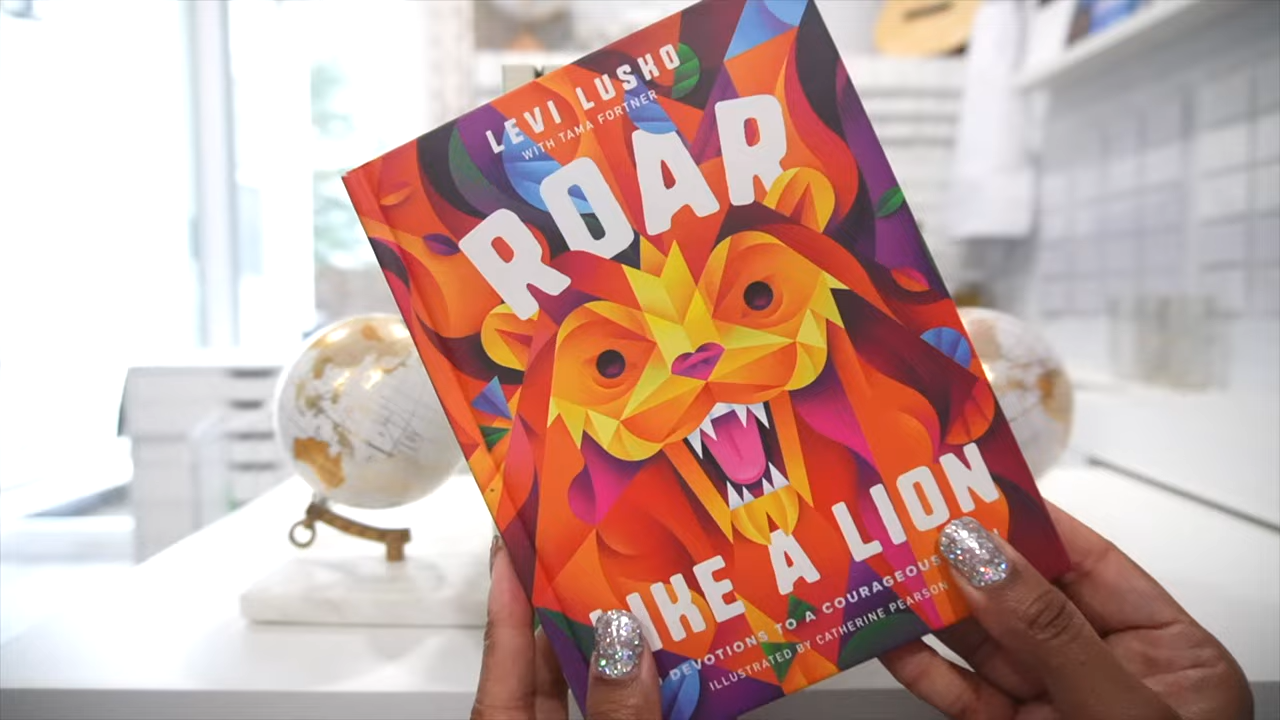 LEVI LUSKO
WITH TAMA FORTNER
ROAR
LIKE A LION
DEVOTIONS TO A COURAGEOUS
ILLUSTRATED BY CATHERINE PEARSON